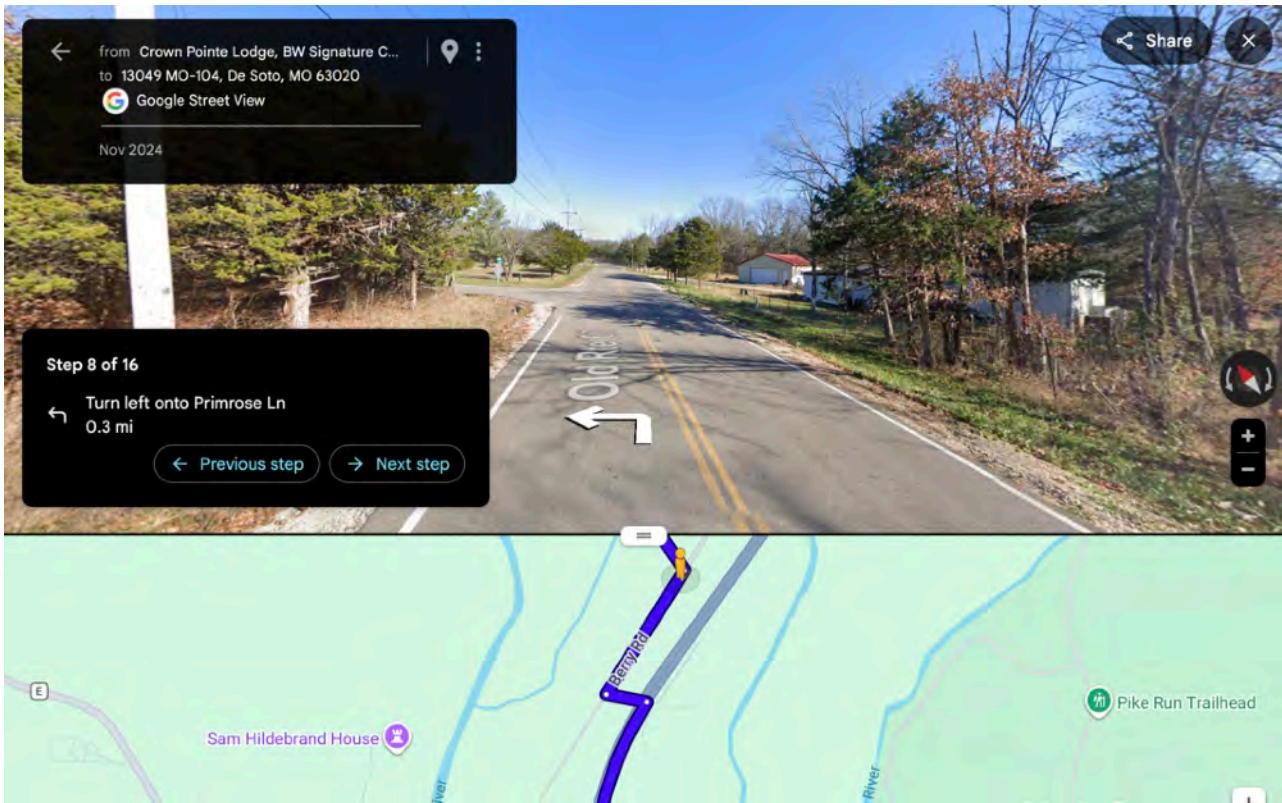 from Crown Pointe Lodge, BW Signature C...
to 13049 MO-104, De Soto, MO 63020
Google Street View
Nov 2024
Share
Step 8 of 16
Turn left onto Primrose Ln
0.3 mi
Previous step
Next step
Berry Rd
E
Sam Hildebrand House
Pike Run Trailhead
River